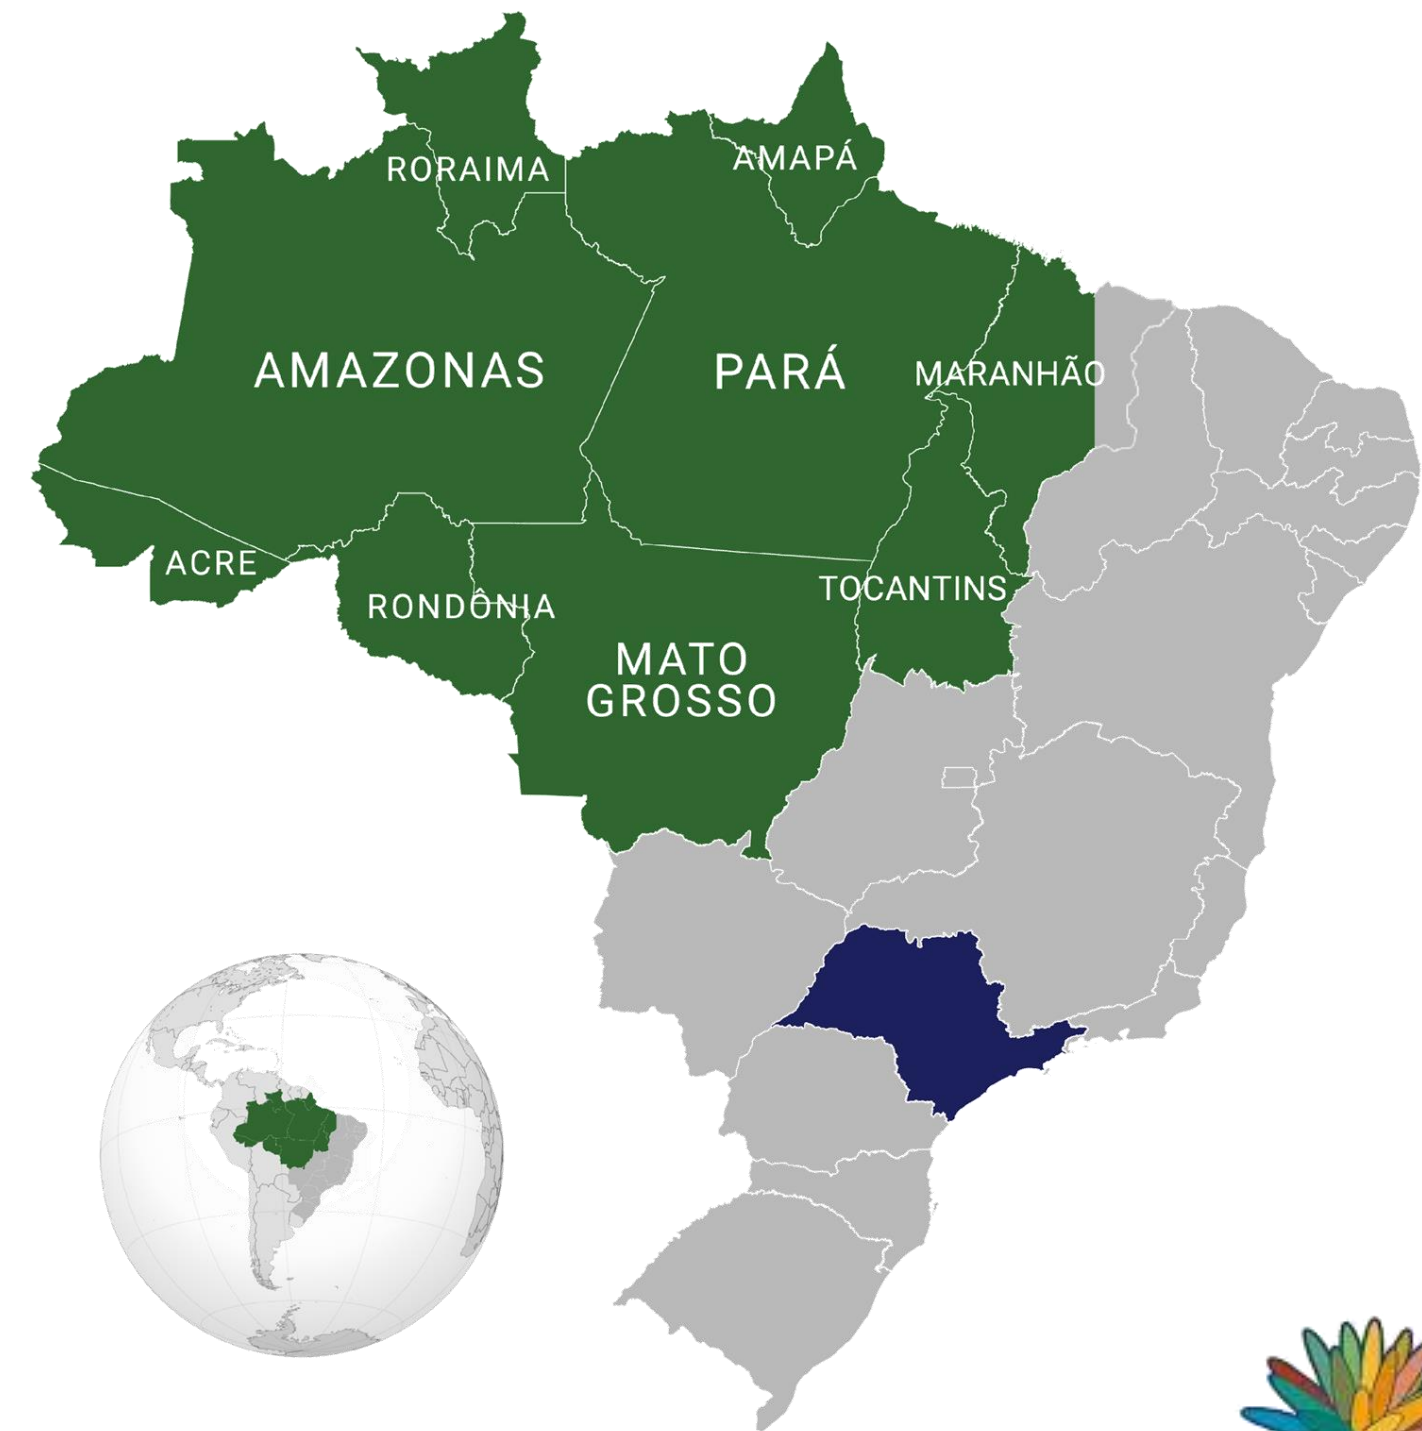 RORAIMA
AMAPÁ
AMAZONAS
PARÁ
MARANHÃO
ACRE
RONDÔNIA
TOCANTINS
MATO
GROSSO